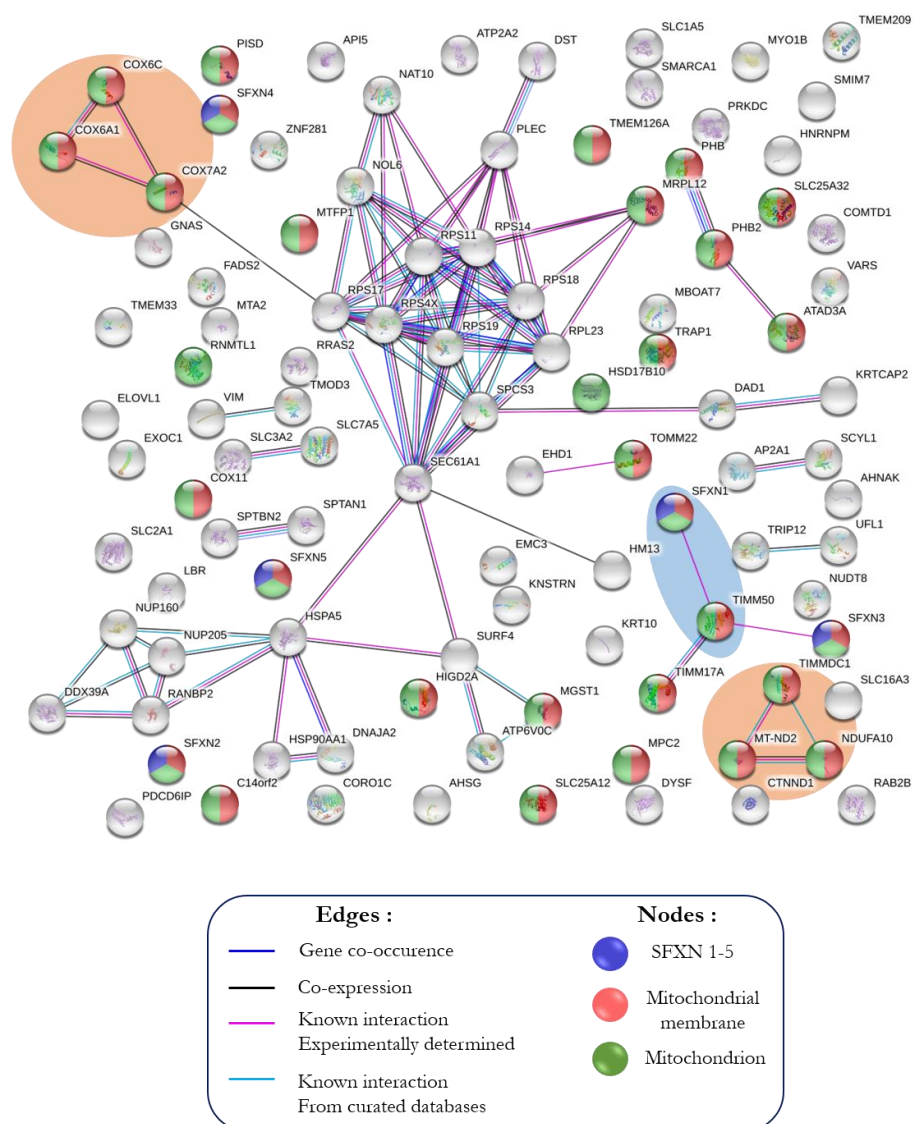 TMEM209
SLC1A5
ATP2A2
DST
MYO1B
API5
PISD
COX6C
SMARCA1
SMIM7
NAT10
SFXN4
PRKDC
COX6A1
ZNF281
PLEC
TMEM126A
HNRNPM
PHB
NOL6
MRPL12
SLC25A32
COX7A2
MTFP1
RPS14
RPS11
PHB2
COMTD1
GNAS
FADS2
RPS17
RPS4X
RPS18
MBOAT7
VARS
TMEM33
MTA2
RPS19
RPL23
TRAP1
ATAD3A
RNMTL1
RRAS2
HSD17B10
SPCS3
DAD1
KRTCAP2
ELOVL1
VIM
TMOD3
EXOC1
SLC3A2
SLC7A5
SEC61A1
EHD1
TOMM22
AP2A1
SCYL1
COX11
SFXN1
AHNAK
SPTBN2
SPTAN1
SLC2A1
TRIP12
UFL1
EMC3
HM13
LBR
SFXN5
KNSTRN
NUDT8
NUP160
HSPA5
TIMM50
SFXN3
NUP205
SURF4
KRT10
DDX39A
RANBP2
HIGD2A
MGST1
TIMM17A
TIMMDC1
SLC16A3
SFXN2
HSP90AA1
DNAJA2
ATP6V0C
MPC2
MT-ND2
NDUFA10
PDCD6IP
C14orf2
CORO1C
AHSG
SLC25A12
DYSF
CTNND1
RAB2B
Edges :
Nodes :
Gene co-occurence
SFXN 1-5
Co-expression
Mitochondrial
membrane
Known interaction
Experimentally determined
Mitochondrion
Known interaction
From curated databases